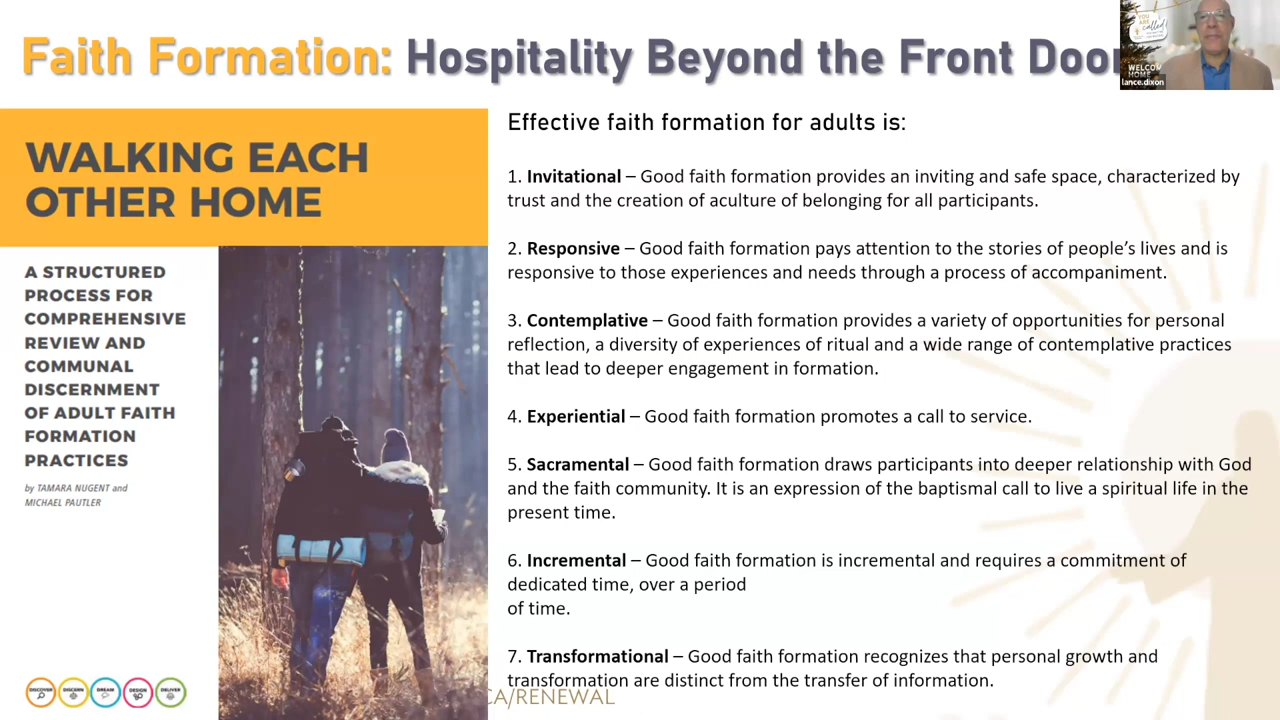 Faith Formation: Hospitality Beyond the Front Door
YOU ARE
called
WELCOME
HOME
lance.dixon
WALKING EACH
OTHER HOME
A STRUCTURED
PROCESS FOR
COMPREHENSIVE
REVIEW AND
COMMUNAL
DISCERNMENT
OF ADULT FAITH
FORMATION
PRACTICES
by TAMARA NUGENT and
MICHAEL PAUTLER
DISCOVER
DISCERN
DREAM
DESIGN
DELIVER
Effective faith formation for adults is:
1. Invitational – Good faith formation provides an inviting and safe space, characterized by
trust and the creation of aculture of belonging for all participants.
2. Responsive – Good faith formation pays attention to the stories of people’s lives and is
responsive to those experiences and needs through a process of accompaniment.
3. Contemplative – Good faith formation provides a variety of opportunities for personal
reflection, a diversity of experiences of ritual and a wide range of contemplative practices
that lead to deeper engagement in formation.
4. Experiential – Good faith formation promotes a call to service.
5. Sacramental – Good faith formation draws participants into deeper relationship with God
and the faith community. It is an expression of the baptismal call to live a spiritual life in the
present time.
6. Incremental – Good faith formation is incremental and requires a commitment of
dedicated time, over a period
of time.
7. Transformational – Good faith formation recognizes that personal growth and
transformation are distinct from the transfer of information.
CA/RENEWAL